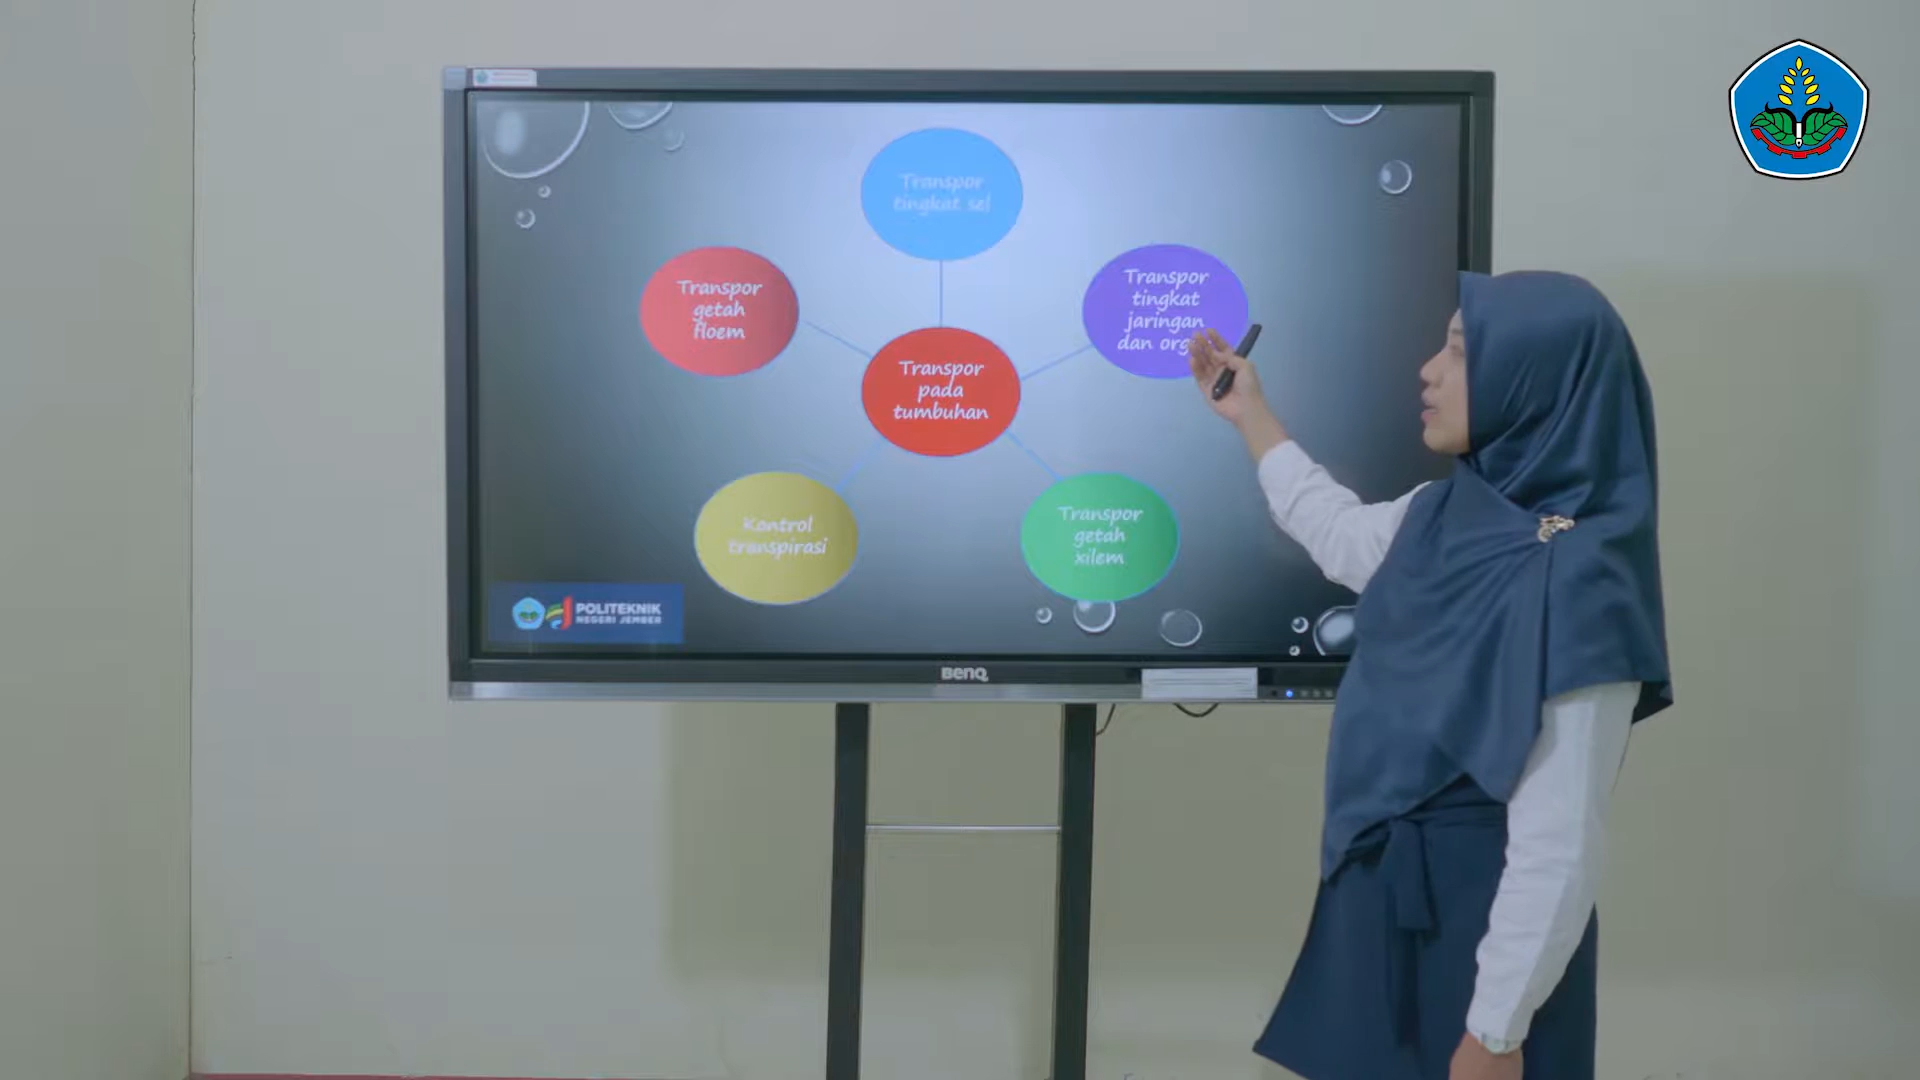 Transpor
tingkat sel
Transpor
getah
floem
Transpor
tingkat
jaringan
dan
Transpor
pada
tumbuhan
Kontrol
transpirasi
Transpor
getah
xilem
POLITEKNIK
NEGERI JEMBER
BenQ